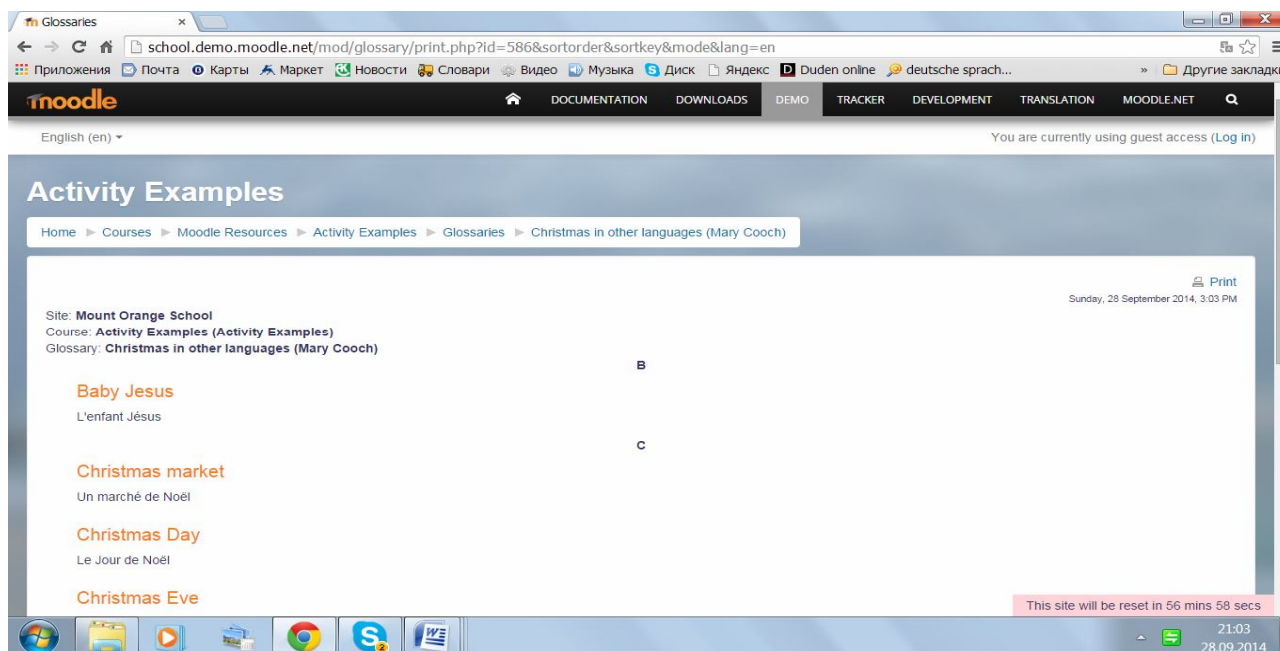 Glossaries
school.demo.moodle.net/mod/glossary/print.php?id=586&sortorder&sortkey&mode&lang=en
Приложения Почта Карты Маркет Новости Словари Видео Музыка Диск Яндекс Duden online deutsche sprach... » Другие закладки
moodle DOCUMENTATION DOWNLOADS DEMO TRACKER DEVELOPMENT TRANSLATION MOODLE.NET
English (en) You are currently using guest access (Log in)
Activity Examples
Home ► Courses ► Moodle Resources ► Activity Examples ► Glossaries ► Christmas in other languages (Mary Cooch)
Print
Sunday, 28 September 2014, 3:03 PM
Site: Mount Orange School
Course: Activity Examples (Activity Examples)
Glossary: Christmas in other languages (Mary Cooch)
B
Baby Jesus
L'enfant Jésus
C
Christmas market
Un marché de Noël
Christmas Day
Le Jour de Noël
Christmas Eve
This site will be reset in 56 mins 58 secs
21:03
28.09.2014